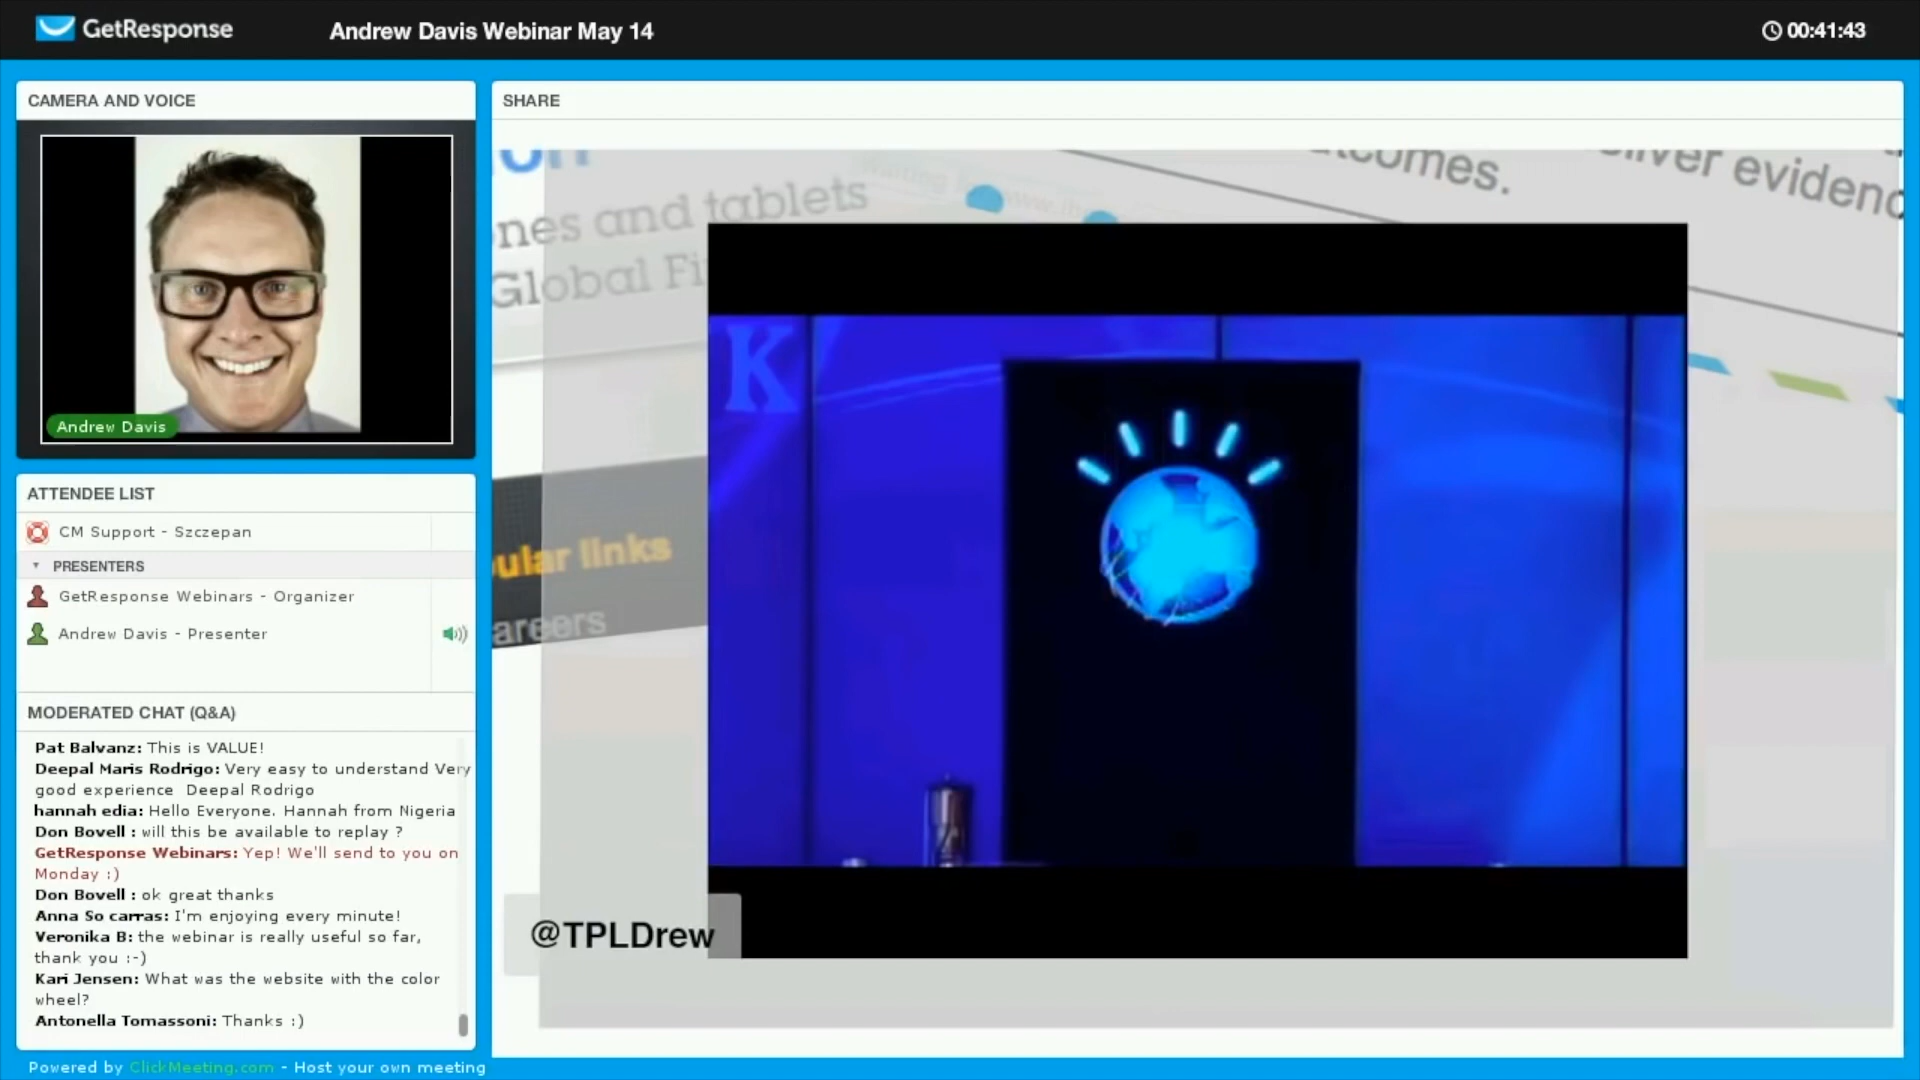 GetResponse
Andrew Davis Webinar May 14
00:41:43
CAMERA AND VOICE
Andrew Davis
ATTENDEE LIST
CM Support - Szczepan
PRESENTERS
GetResponse Webinars - Organizer
Andrew Davis - Presenter
MODERATED CHAT (Q&A)
Pat Balvanz: This is VALUE!
Deepal Maris Rodrigo: Very easy to understand Very
good experience Deepal Rodrigo
hannah edia: Hello Everyone. Hannah from Nigeria
Don Bovell : will this be available to replay ?
GetResponse Webinars: Yep! We'll send to you on
Monday :)
Don Bovell : ok great thanks
Anna So carras: I'm enjoying every minute!
Veronika B: the webinar is really useful so far,
thank you :-)
Kari Jensen: What was the website with the color
wheel?
Antonella Tomassoni: Thanks :)
Powered by ClickMeeting.com - Host your own meeting
SHARE
nes and tablets
Global Fi
tcomes.
liver evidenc
ular links
areers
K
@TPLDrew